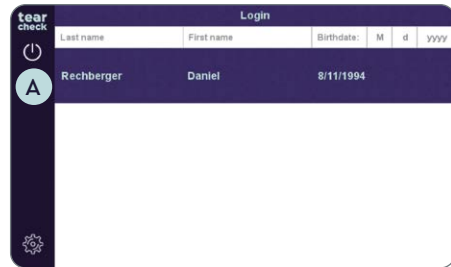 tear
check
Login
Last name First name Birthdate: M d yyyy
Rechberger Daniel 8/11/1994
A